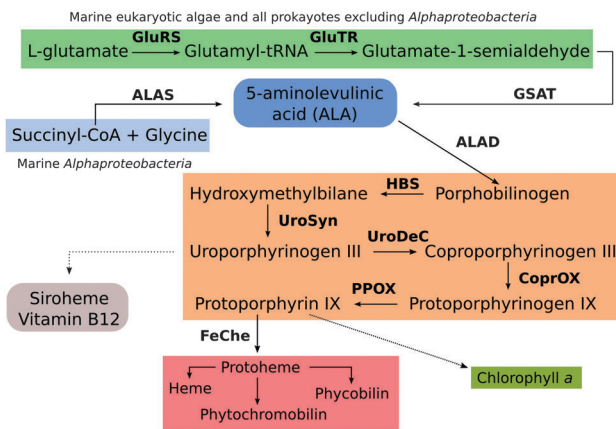 Marine eukaryotic algae and all prokayotes excluding Alphaproteobacteria
GluRS GluTR
L-glutamate Glutamyl-tRNA Glutamate-1-semialdehyde
ALAS
5-aminolevulinic
acid (ALA)
GSAT
Succinyl-CoA + Glycine
Marine Alphaproteobacteria
ALAD
HBS
Hydroxymethylbilane Porphobilinogen
UroSyn
UroDeC
Uroporphyrinogen III Coproporphyrinogen III
CoprOX
PPOX
Protoporphyrin IX Protoporphyrinogen IX
Siroheme
Vitamin B12
FeChe
Protoheme
Heme Phycobilin
Phytochromobilin
Chlorophyll a